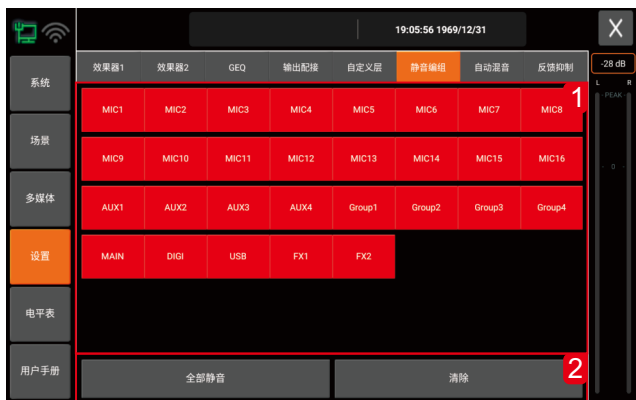 19:05:56 1969/12/31
X
系统
场景
多媒体
设置
电平表
用户手册
效果器1 效果器2 GEQ 输出配接 自定义层 静音编组 自动混音 反馈抑制
1
MIC1 MIC2 MIC3 MIC4 MIC5 MIC6 MIC7 MIC8
MIC9 MIC10 MIC11 MIC12 MIC13 MIC14 MIC15 MIC16
AUX1 AUX2 AUX3 AUX4 Group1 Group2 Group3 Group4
MAIN DIGI USB FX1 FX2
全部静音 清除
2
-28 dB
L R
- PEAK -
- 0 -